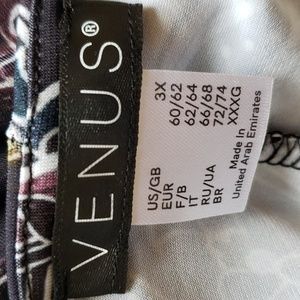 VENUS®
US/GB 3X
EUR 60/62
F/B 62/64
IT 66/68
RU/UA 72/74
BR XXXG
Made in
United Arab Emirates